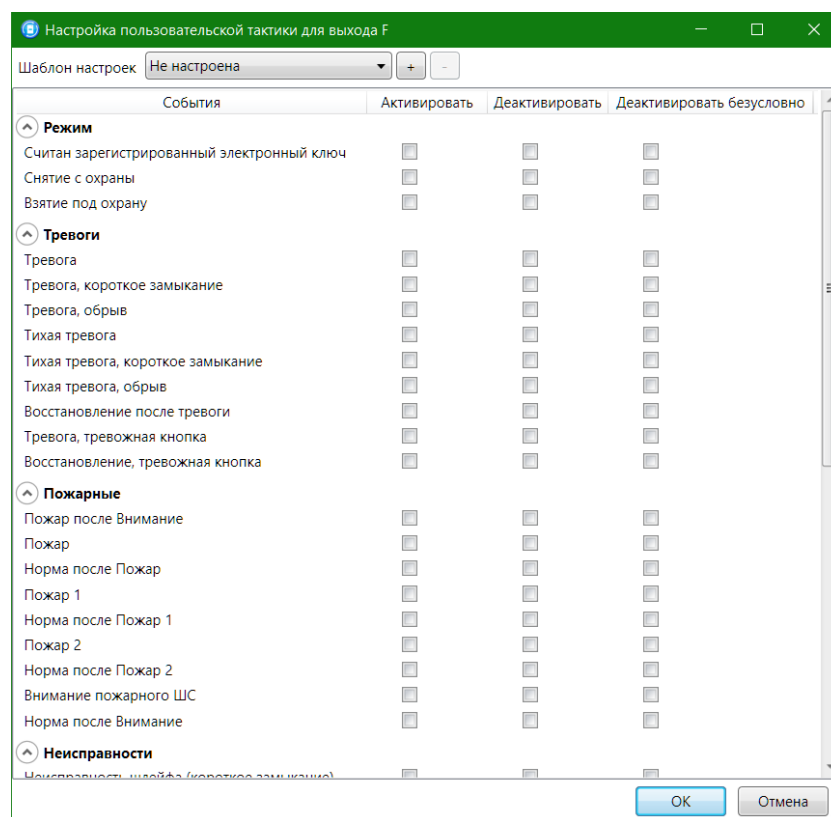 Настройка пользовательской тактики для выхода F
Шаблон настроек Не настроена + -
События Активировать Деактивировать Деактивировать безусловно
Режим
Считан зарегистрированный электронный ключ
Снятие с охраны
Взятие под охрану
Тревоги
Тревога
Тревога, короткое замыкание
Тревога, обрыв
Тихая тревога
Тихая тревога, короткое замыкание
Тихая тревога, обрыв
Восстановление после тревоги
Тревога, тревожная кнопка
Восстановление, тревожная кнопка
Пожарные
Пожар после Внимание
Пожар
Норма после Пожар
Пожар 1
Норма после Пожар 1
Пожар 2
Норма после Пожар 2
Внимание пожарного ШС
Норма после Внимание
Неисправности
Неисправность шлейфа (короткое замыкание)
OK Отмена